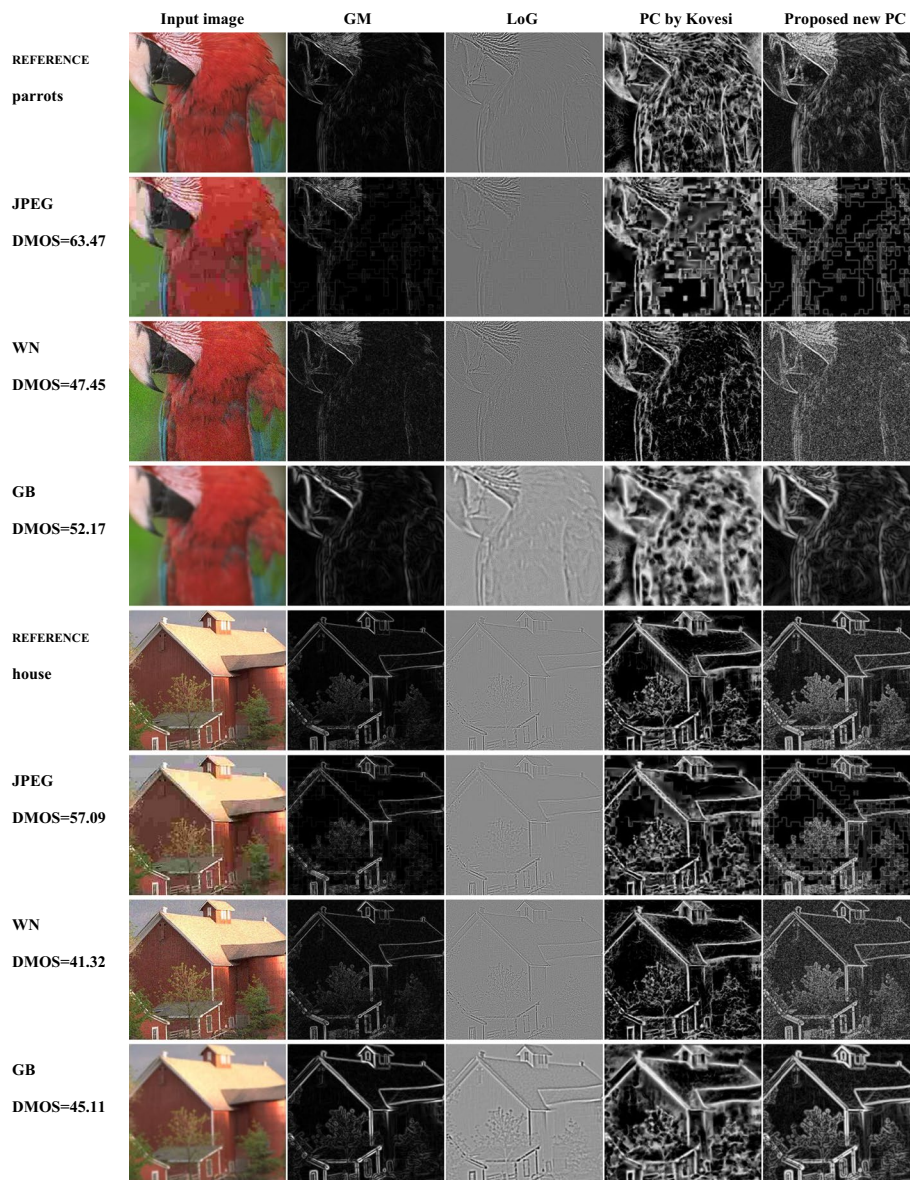 Input image GM LoG PC by Kovesi Proposed new PC
REFERENCE
parrots
JPEG
DMOS=63.47
WN
DMOS=47.45
GB
DMOS=52.17
REFERENCE
house
JPEG
DMOS=57.09
WN
DMOS=41.32
GB
DMOS=45.11